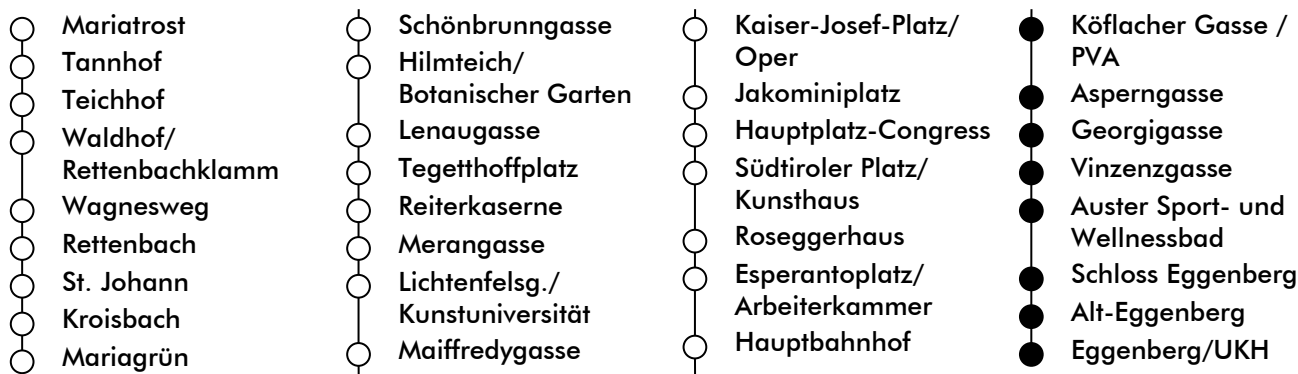 Mariatrost
Tannhof
Teichhof
Waldhof/
Rettenbachklamm
Wagnesweg
Rettenbach
St. Johann
Kroisbach
Mariagrün
Schönbrunngasse
Hilmteich/
Botanischer Garten
Lenaugasse
Tegetthoffplatz
Reiterkaserne
Merangasse
Lichtenfelsg./
Kunstuniversität
Maiffredygasse
Kaiser-Josef-Platz/
Oper
Jakominiplatz
Hauptplatz-Congress
Südtiroler Platz/
Kunsthaus
Roseggerhaus
Esperantoplatz/
Arbeiterkammer
Hauptbahnhof
Köflacher Gasse /
PVA
Asperngasse
Georgigasse
Vinzenzgasse
Auster Sport- und
Wellnessbad
Schloss Eggenberg
Alt-Eggenberg
Eggenberg/UKH